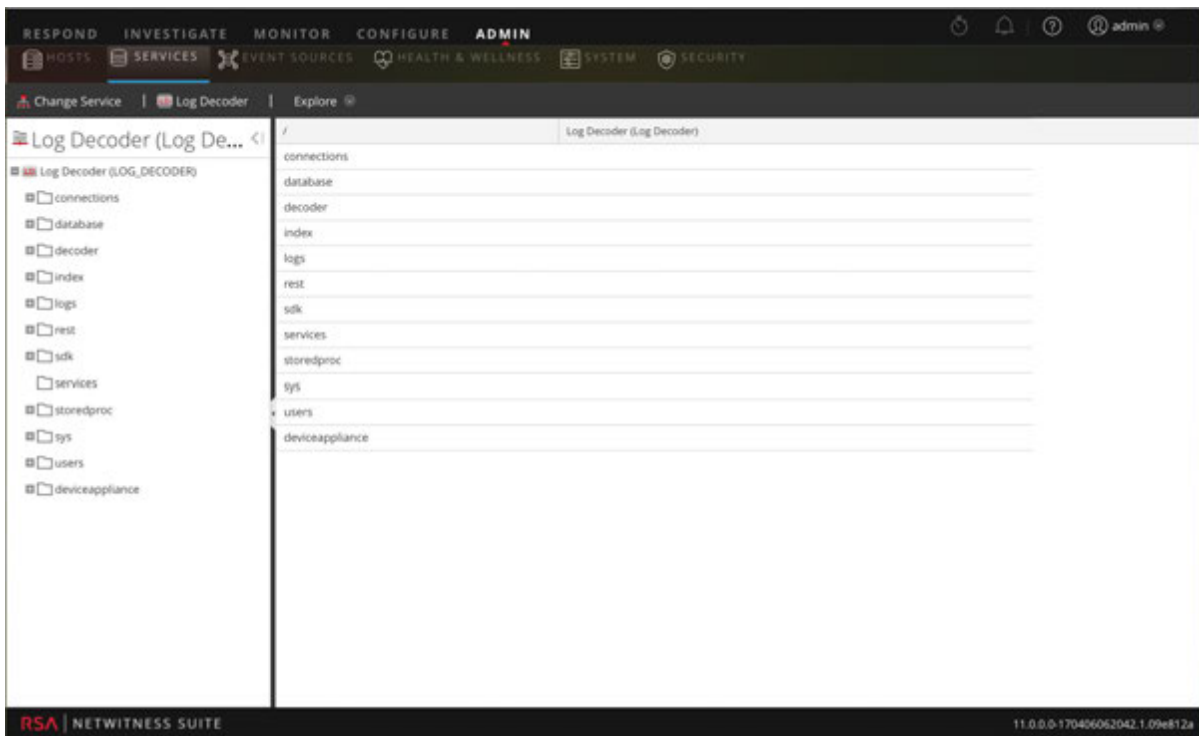 RESPOND INVESTIGATE MONITOR CONFIGURE ADMIN
admin
HOSTS SERVICES EVENT SOURCES HEALTH & WELLNESS SYSTEM SECURITY
Change Service | Log Decoder | Explore
Log Decoder (Log De...
Log Decoder (LOG_DECODER)
connections
database
decoder
index
logs
rest
sdk
services
storedproc
sys
users
deviceappliance
/ Log Decoder (Log Decoder)
connections
database
decoder
index
logs
rest
sdk
services
storedproc
sys
users
deviceappliance
RSA | NETWITNESS SUITE
11.0.0.0-170406062042.1.09e812a